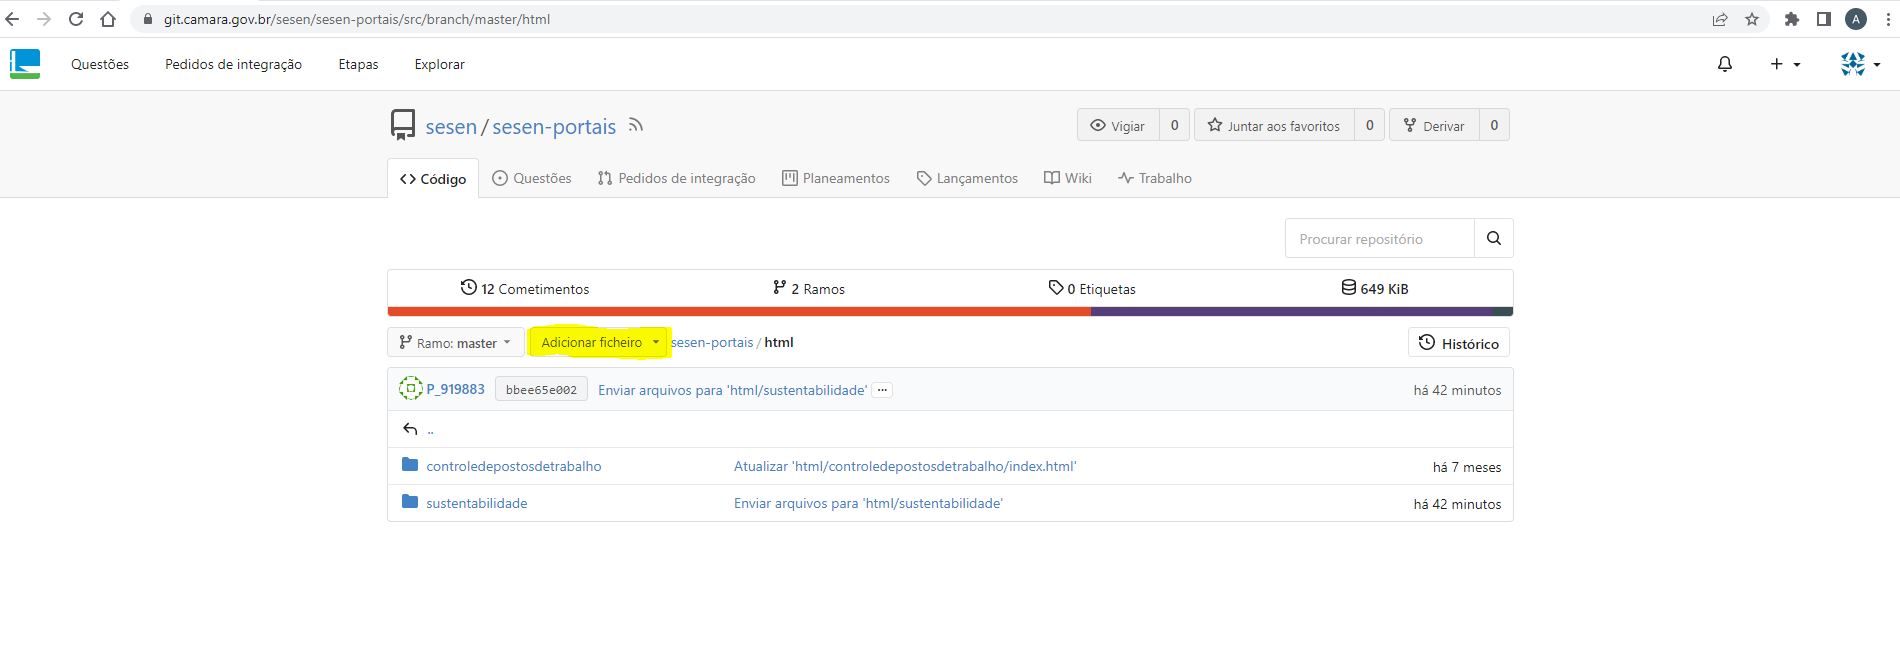 git.camara.gov.br/sesen/sesen-portais/src/branch/master/html
A
Questões Pedidos de integração Etapas Explorar
sesen / sesen-portais
Vigiar 0 Juntar aos favoritos 0 Derivar 0
Código Questões Pedidos de integração Planeamentos Lançamentos Wiki Trabalho
Procurar repositório
12 Cometimentos 2 Ramos 0 Etiquetas 649 KiB
Ramo: master Adicionar ficheiro sesen-portais / html Histórico
P_919883 bbee65e002 Enviar arquivos para 'html/sustentabilidade' ... há 42 minutos
..
controledepostosdetrabalho Atualizar 'html/controledepostosdetrabalho/index.html' há 7 meses
sustentabilidade Enviar arquivos para 'html/sustentabilidade' há 42 minutos